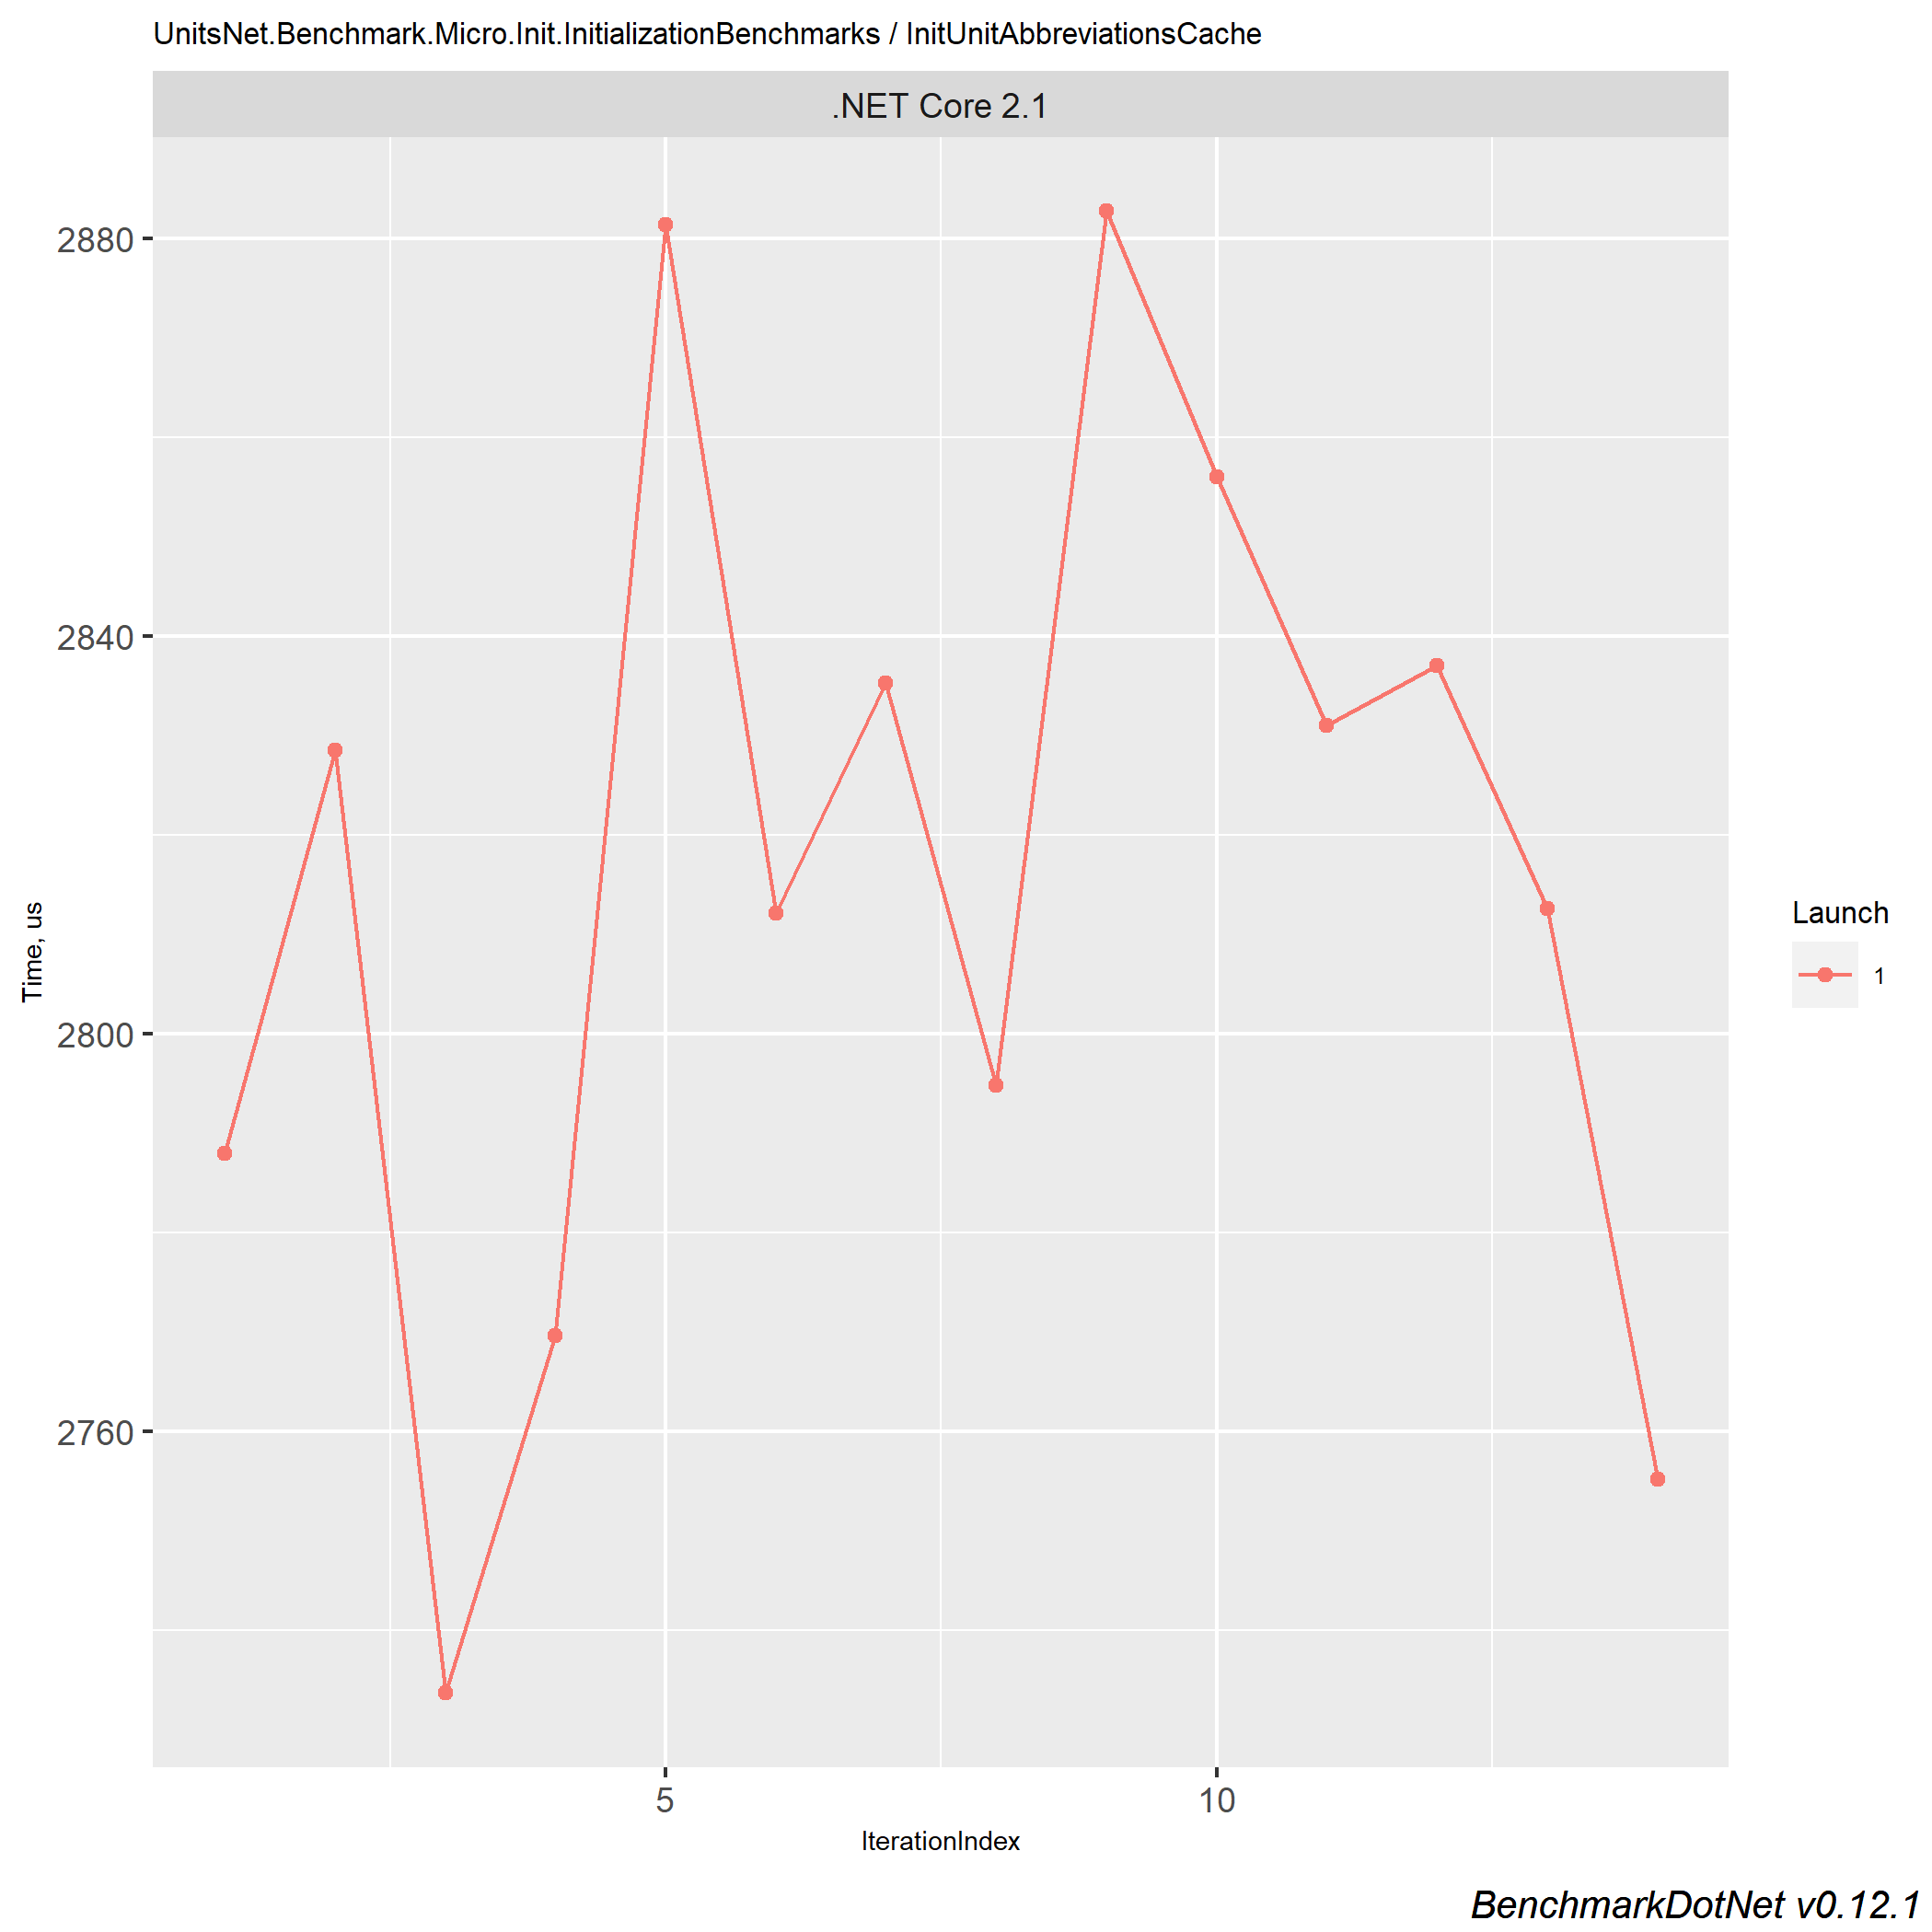 UnitsNet.Benchmark.Micro.Init.InitializationBenchmarks / InitUnitAbbreviationsCache
.NET Core 2.1
2880
2840
2800
2760
Time, us
5
10
IterationIndex
Launch
1
BenchmarkDotNet v0.12.1